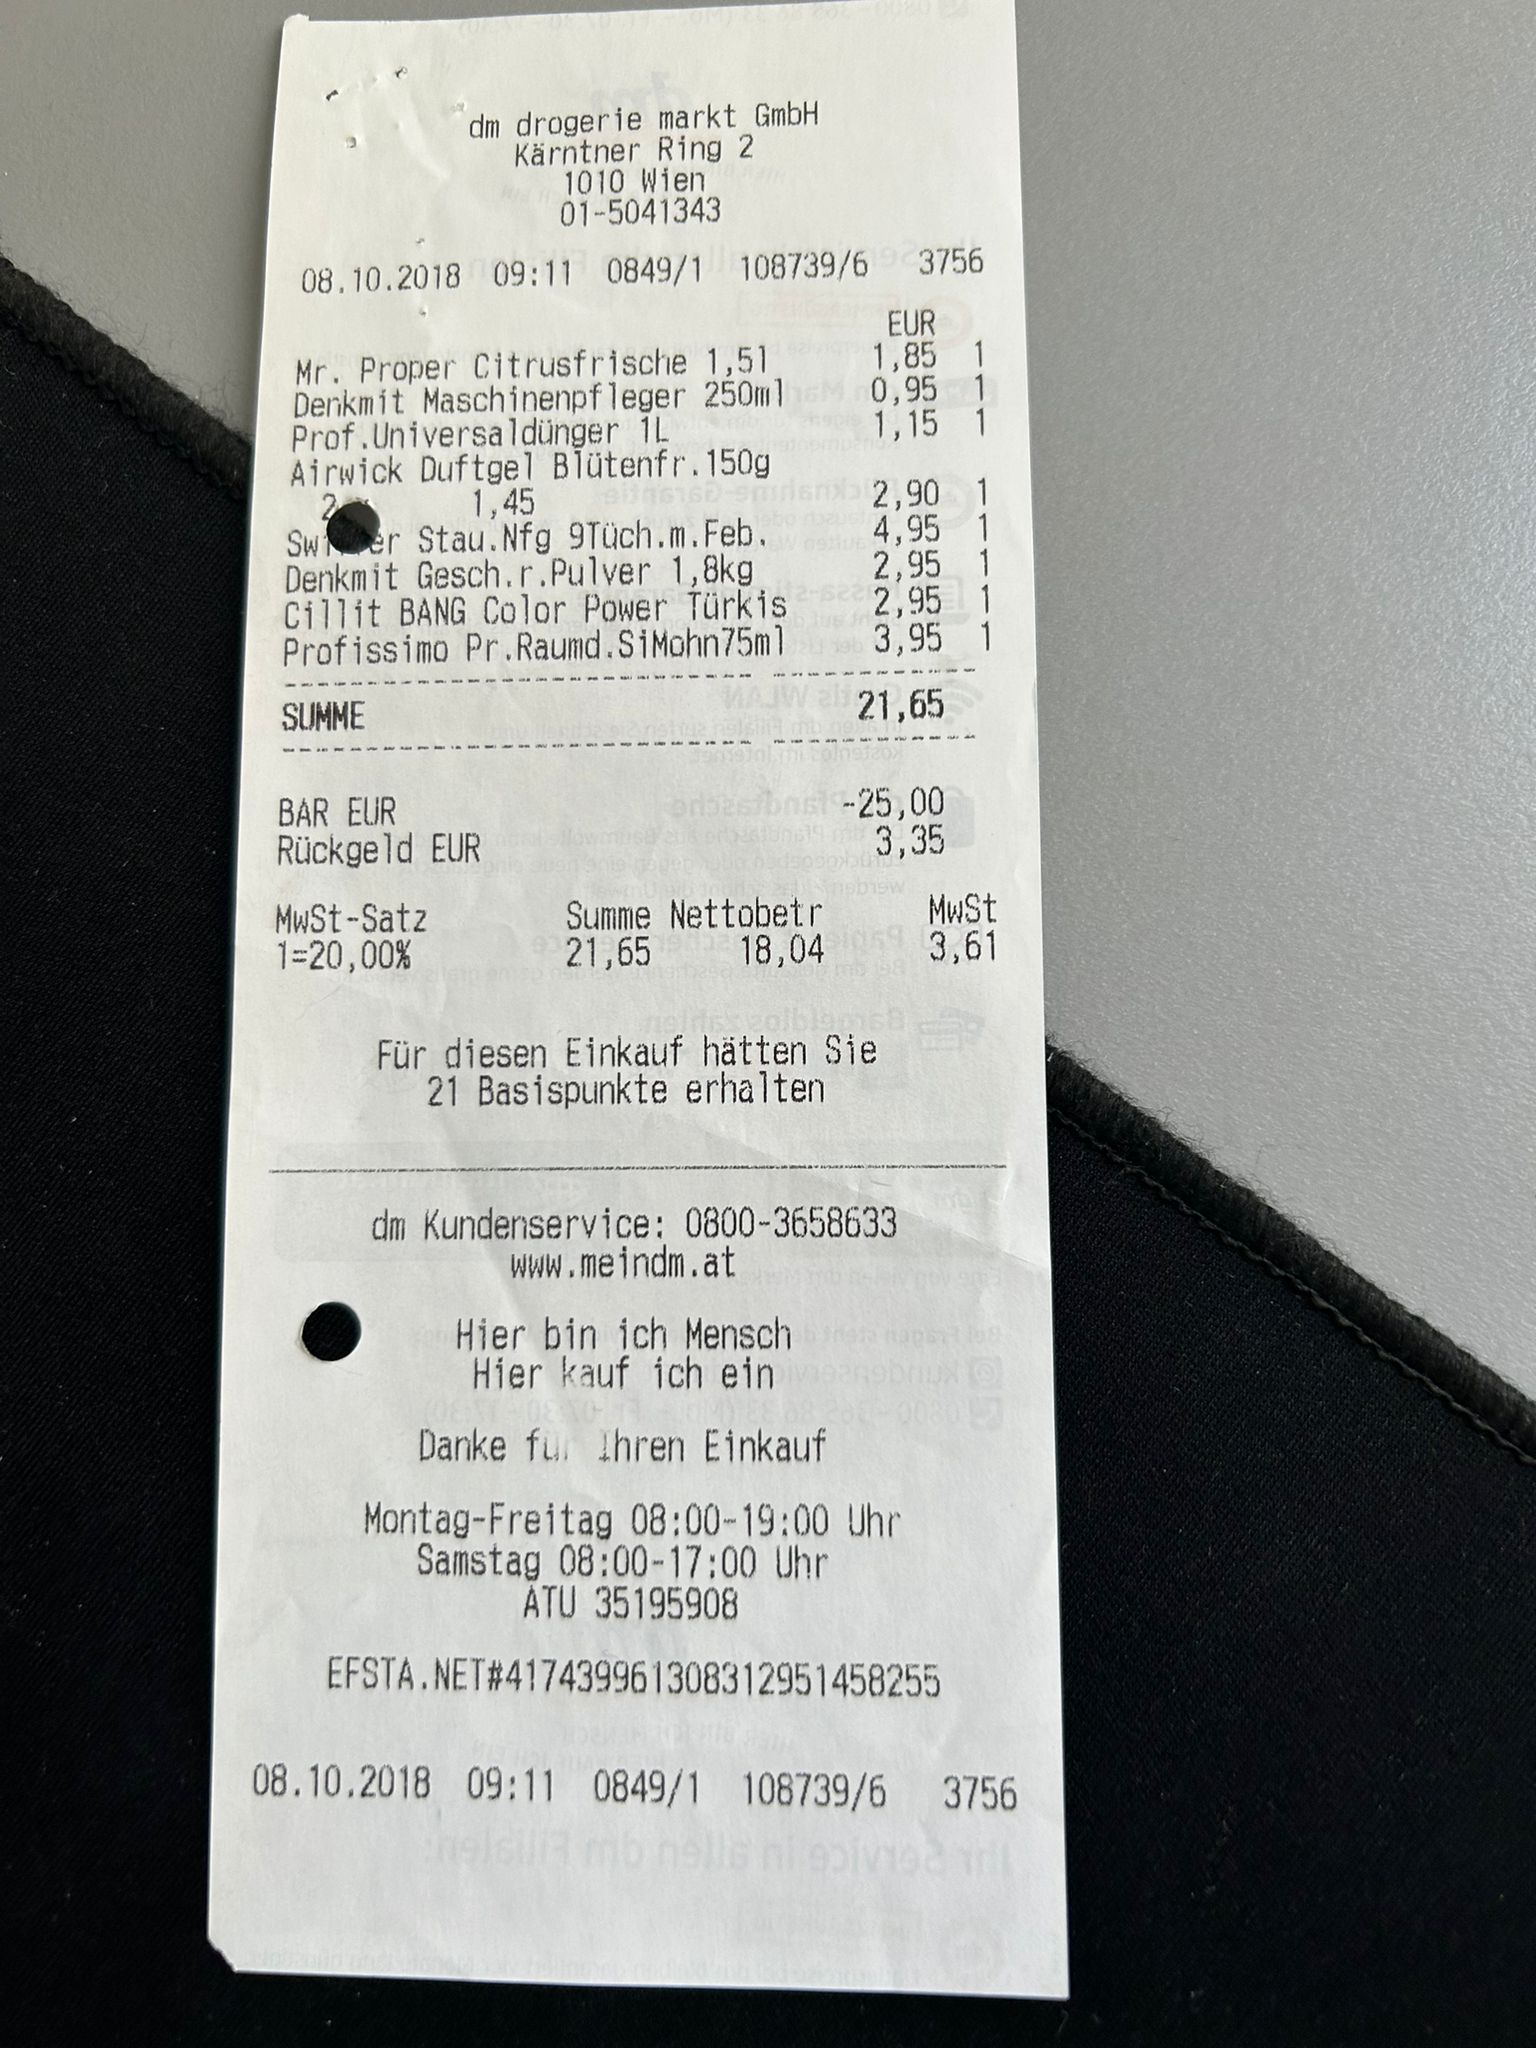 dm drogerie markt GmbH
Kärntner Ring 2
1010 Wien
01-5041343
08.10.2018 09:11 0849/1 108739/6 3756
EUR
Mr. Proper Citrusfrische 1,5l 1,85 1
Denkmit Maschinenpfleger 250ml 0,95 1
Prof.Universaldünger 1L 1,15 1
Airwick Duftgel Blütenfr.150g
2 1,45 2,90 1
Stau.Nfg 9Tüch.m.Feb. 4,95 1
Denkmit Gesch.r.Pulver 1,8kg 2,95 1
Cillit BANG Color Power Türkis 2,95 1
Profissimo Pr.Raumd.SiMohn75ml 3,95 1
SUMME 21,65
BAR EUR -25,00
Rückgeld EUR 3,35
MwSt-Satz Summe Nettobetr MwSt
1=20,00% 21,65 18,04 3,61
Für diesen Einkauf hätten Sie
21 Basispunkte erhalten
dm Kundenservice: 0800-3658633
www.meindm.at
Hier bin ich Mensch
Hier kauf ich ein
Danke für Ihren Einkauf
Montag-Freitag 08:00-19:00 Uhr
Samstag 08:00-17:00 Uhr
ATU 35195908
EFSTA.NET#417439961308312951458255
08.10.2018 09:11 0849/1 108739/6 3756